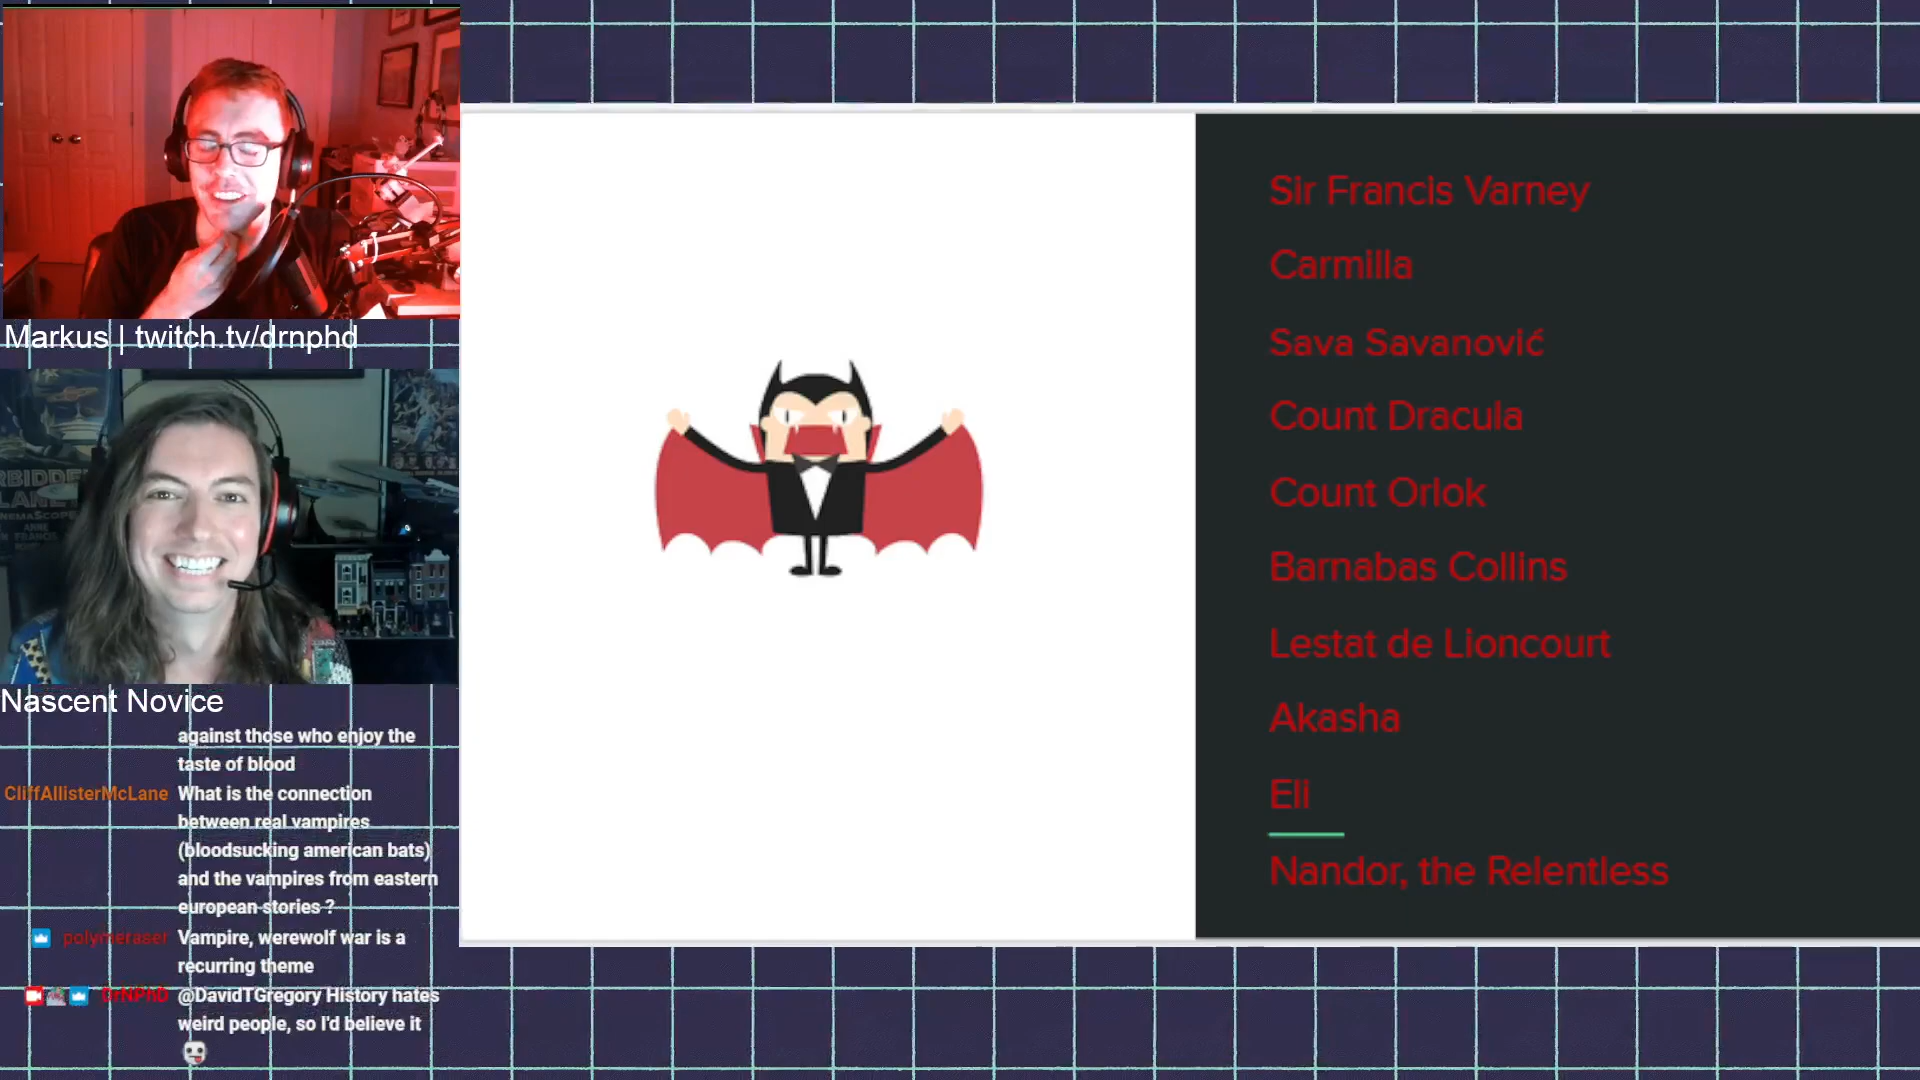 Markus | twitch.tv/drnphd
Nascent Novice
against those who enjoy the
taste of blood
CliffAllisterMcLane What is the connection
between real vampires
(bloodsucking american bats)
and the vampires from eastern
european stories ?
polymeraser Vampire, werewolf war is a
recurring theme
DrNPhD @DavidTGregory History hates
weird people, so I'd believe it
Sir Francis Varney
Carmilla
Sava Savanović
Count Dracula
Count Orlok
Barnabas Collins
Lestat de Lioncourt
Akasha
Eli
Nandor, the Relentless